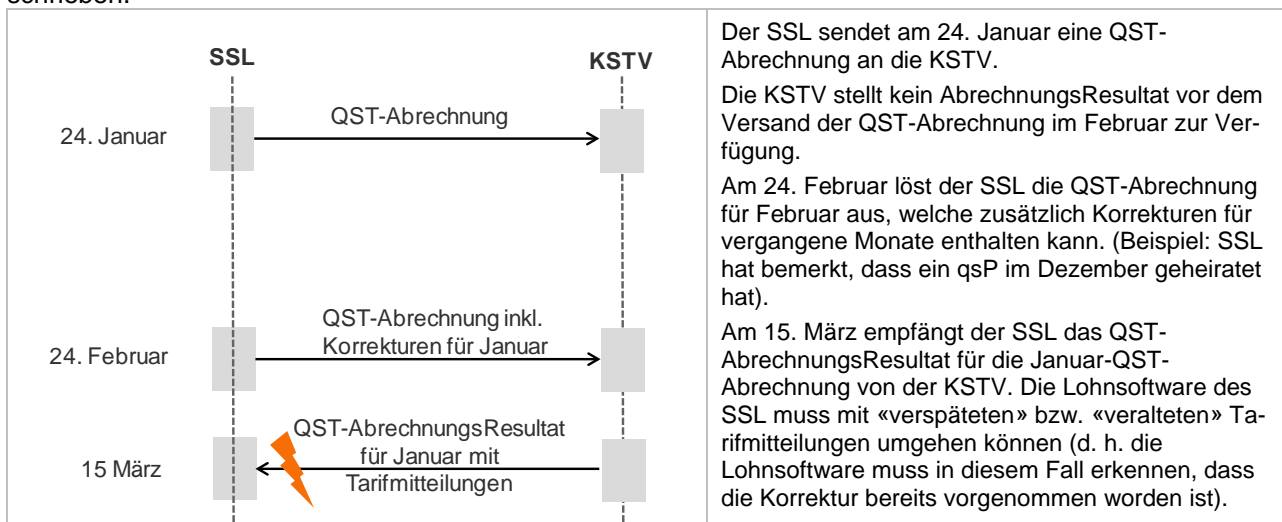 SSL
KSTV
24. Januar
QST-Abrechnung
24. Februar
QST-Abrechnung inkl.
Korrekturen für Januar
15 März
QST-AbrechnungsResultat
für Januar mit
Tarifmitteilungen
Der SSL sendet am 24. Januar eine QST-
Abrechnung an die KSTV.
Die KSTV stellt kein AbrechnungsResultat vor dem
Versand der QST-Abrechnung im Februar zur Ver-
fügung.
Am 24. Februar löst der SSL die QST-Abrechnung
für Februar aus, welche zusätzlich Korrekturen für
vergangene Monate enthalten kann. (Beispiel: SSL
hat bemerkt, dass ein qsP im Dezember geheiratet
hat).
Am 15. März empfängt der SSL das QST-
AbrechnungsResultat für die Januar-QST-
Abrechnung von der KSTV. Die Lohnsoftware des
SSL muss mit «verspäteten» bzw. «veralteten» Ta-
rifmitteilungen umgehen können (d. h. die
Lohnsoftware muss in diesem Fall erkennen, dass
die Korrektur bereits vorgenommen worden ist).